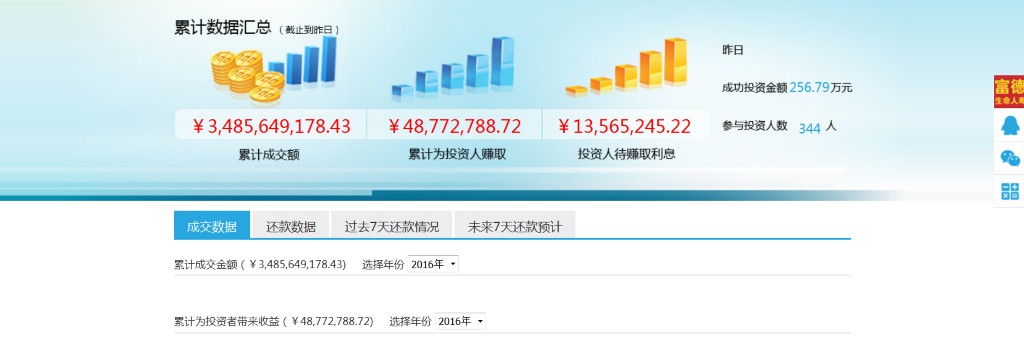 累计数据汇总 （截止到昨日）
￥3,485,649,178.43
累计成交额
￥48,772,788.72
累计为投资人赚取
￥13,565,245.22
投资人待赚取利息
昨日
成功投资金额 256.79 万元
参与投资人数 344 人
富德
生命人寿
成交数据
还款数据
过去7天还款情况
未来7天还款预计
累计成交金额（￥3,485,649,178.43) 选择年份 2016年
累计为投资者带来收益（￥48,772,788.72) 选择年份 2016年